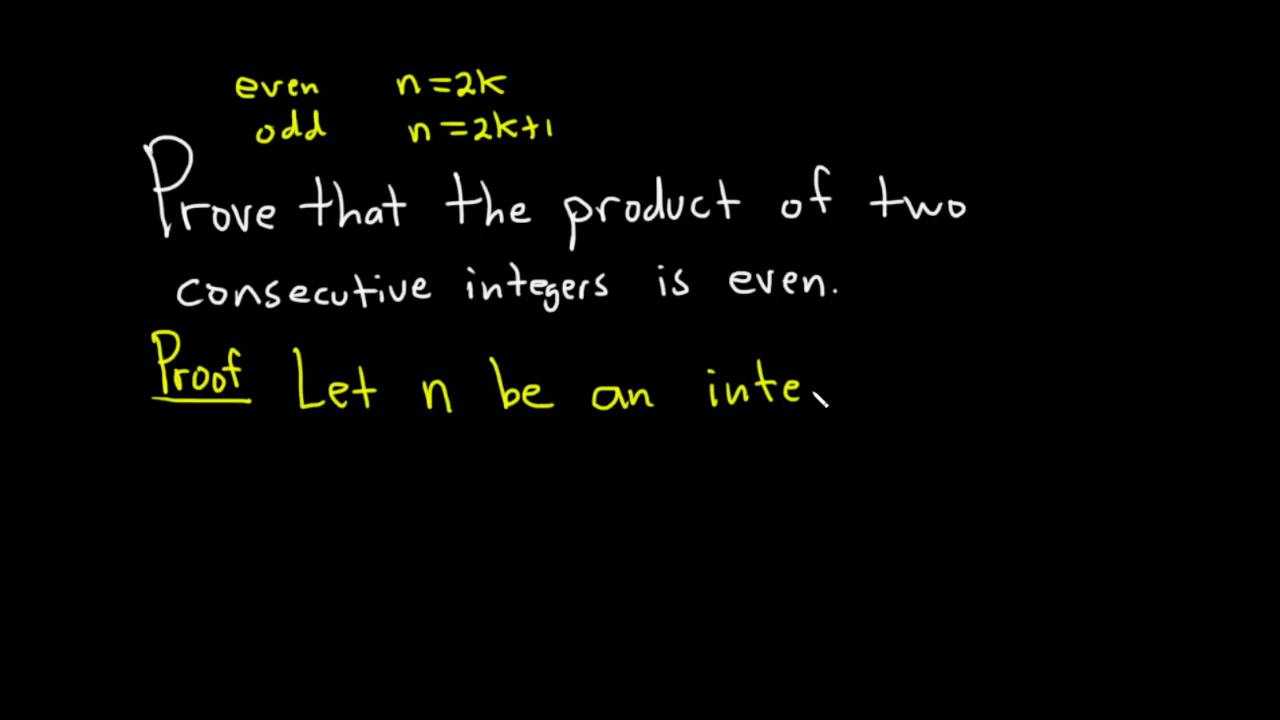 even n=2k
odd n=2k+1
Prove that the product of two
consecutive integers is even.
Proof Let n be an inte